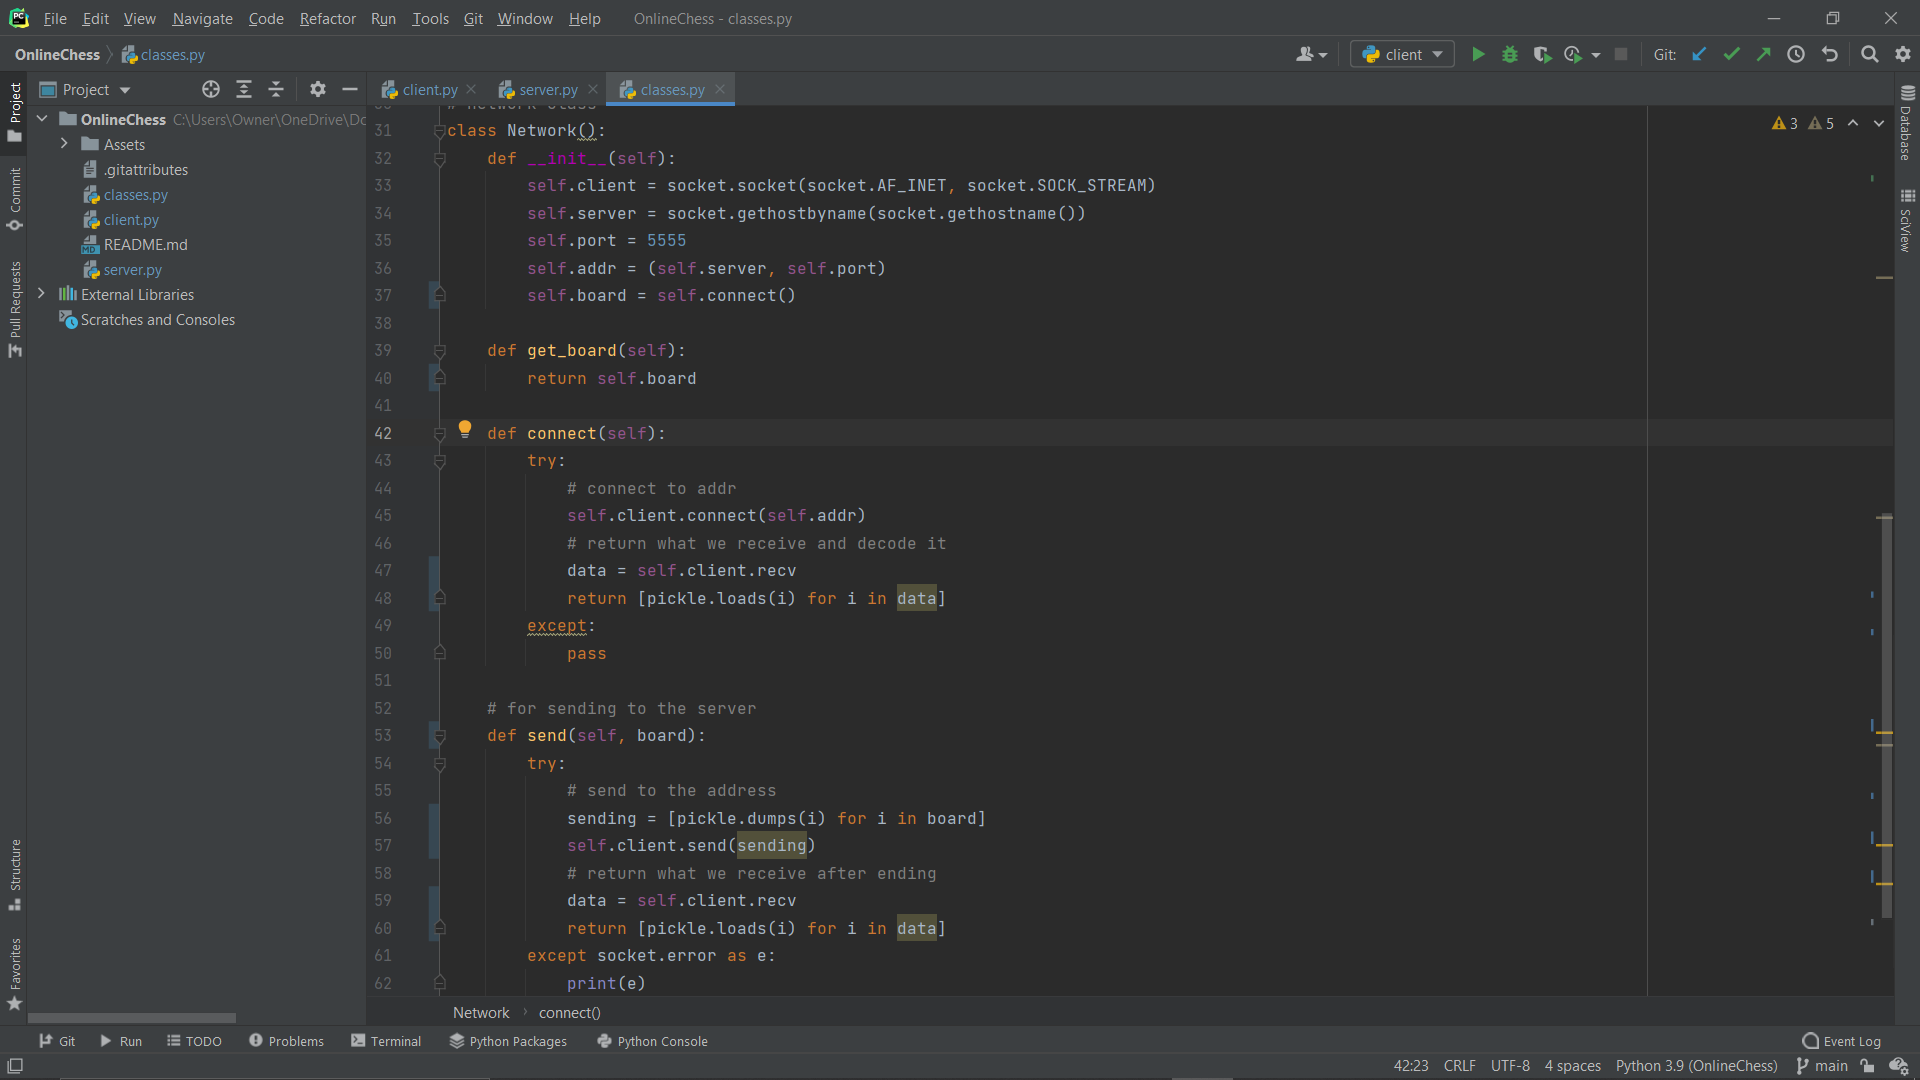 PC File Edit View Navigate Code Refactor Run Tools Git Window Help OnlineChess - classes.py
OnlineChess classes.py client Git:
Project client.py server.py classes.py
31 class Network():
32 def __init__(self):
33 self.client = socket.socket(socket.AF_INET, socket.SOCK_STREAM)
34 self.server = socket.gethostbyname(socket.gethostname())
35 self.port = 5555
36 self.addr = (self.server, self.port)
37 self.board = self.connect()
38
39 def get_board(self):
40 return self.board
41
42 def connect(self):
43 try:
44 # connect to addr
45 self.client.connect(self.addr)
46 # return what we receive and decode it
47 data = self.client.recv
48 return [pickle.loads(i) for i in data]
49 except:
50 pass
51
52 # for sending to the server
53 def send(self, board):
54 try:
55 # send to the address
56 sending = [pickle.dumps(i) for i in board]
57 self.client.send(sending)
58 # return what we receive after ending
59 data = self.client.recv
60 return [pickle.loads(i) for i in data]
61 except socket.error as e:
62 print(e)
3 5
OnlineChess C:\Users\Owner\OneDrive\Do
Assets
.gitattributes
classes.py
client.py
MD README.md
server.py
External Libraries
Scratches and Consoles
Project
Commit
Pull Requests
Structure
Favorites
Database
SciView
Network connect()
Git Run TODO Problems Terminal Python Packages Python Console Event Log
42:23 CRLF UTF-8 4 spaces Python 3.9 (OnlineChess) main